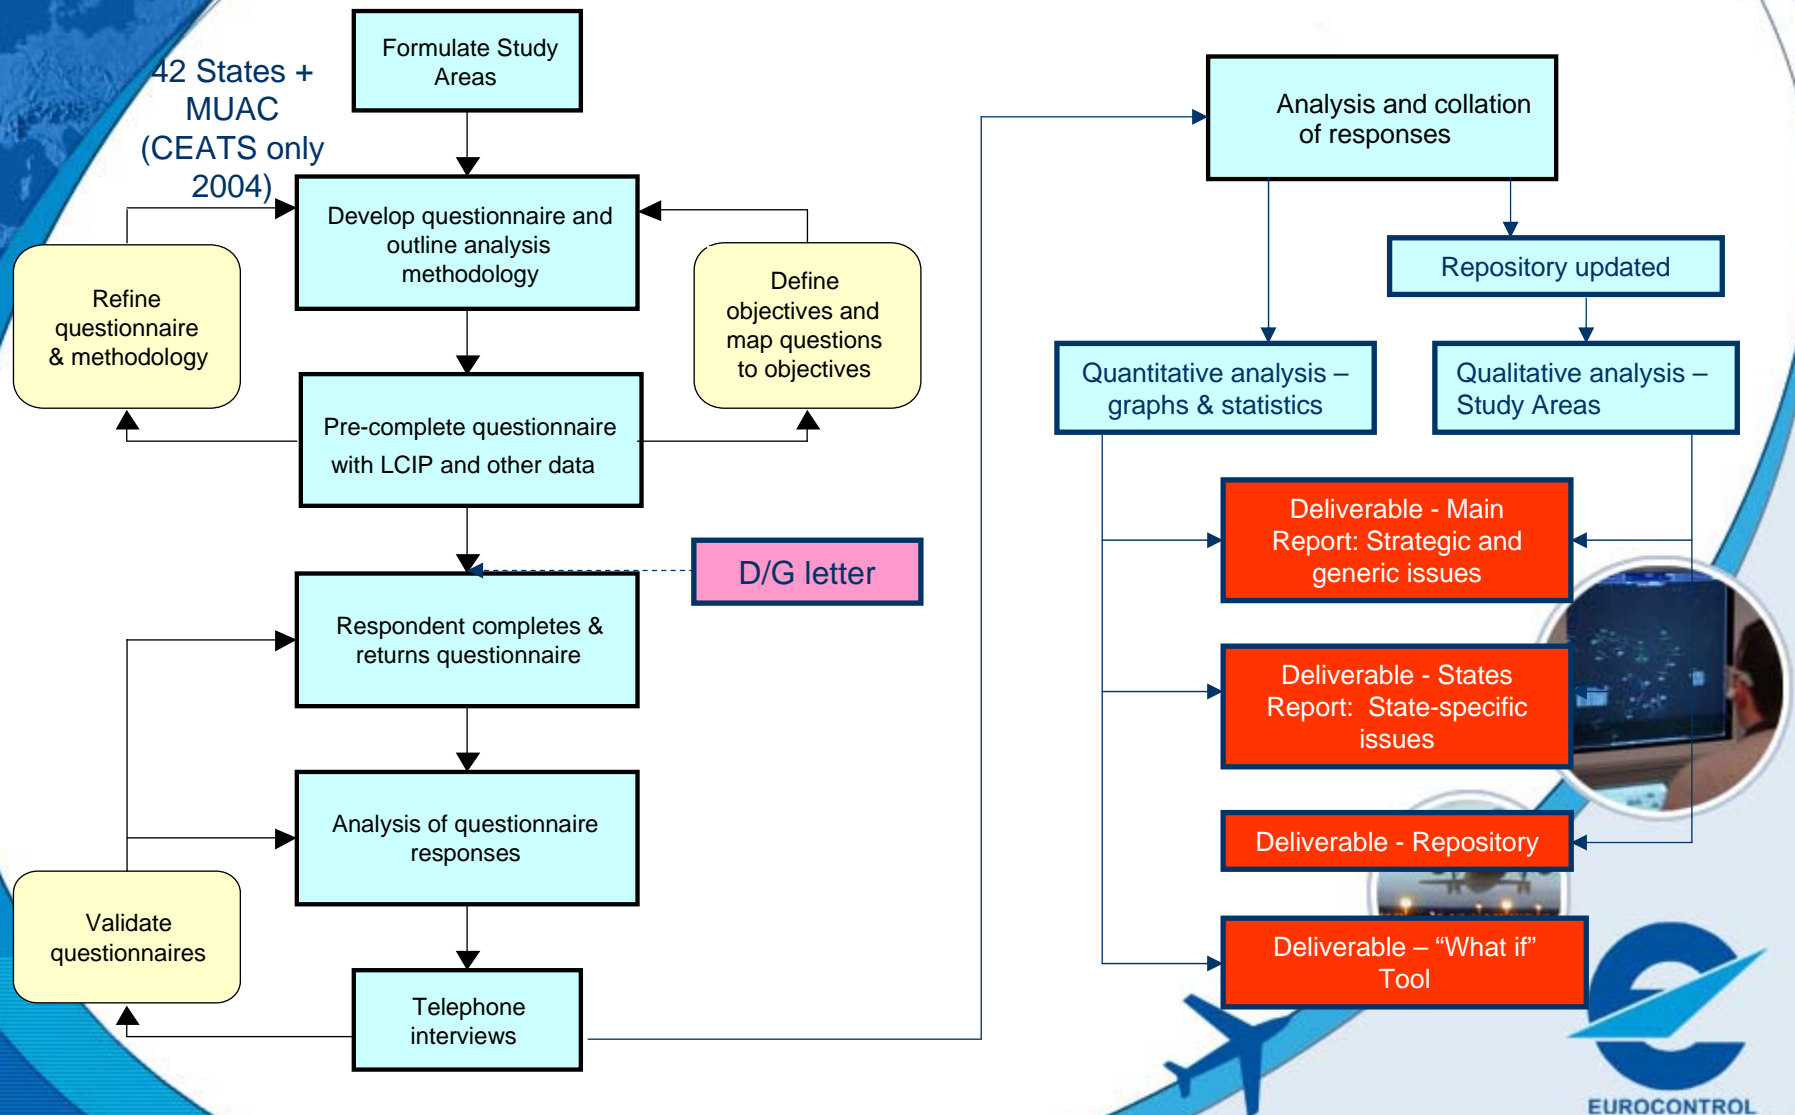 Formulate Study
Areas
42 States +
MUAC
(CEATS only
2004)
Develop questionnaire and
outline analysis
methodology
Refine
questionnaire
& methodology
Define
objectives and
map questions
to objectives
Pre-complete questionnaire
with LCIP and other data
D/G letter
Respondent completes &
returns questionnaire
Analysis of questionnaire
responses
Validate
questionnaires
Telephone
interviews
Analysis and collation
of responses
Repository updated
Quantitative analysis –
graphs & statistics
Qualitative analysis –
Study Areas
Deliverable - Main
Report: Strategic and
generic issues
Deliverable - States
Report: State-specific
issues
Deliverable - Repository
Deliverable – “What if”
Tool
EUROCONTROL